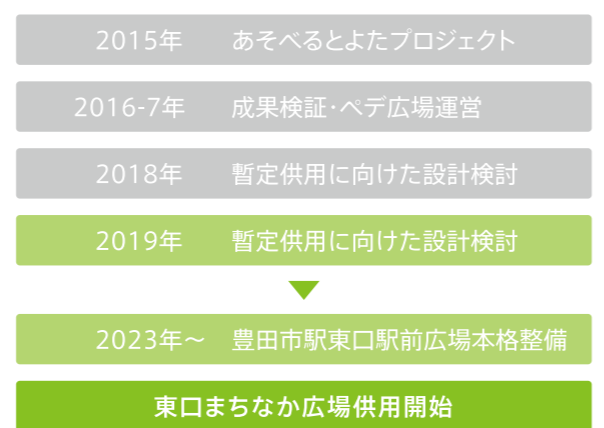 2015年 あそべるとよたプロジェクト
2016-7年 成果検証・ペデ広場運営
2018年 暫定供用に向けた設計検討
2019年 暫定供用に向けた設計検討
2023年～ 豊田市駅東口駅前広場本格整備
東口まちなか広場供用開始